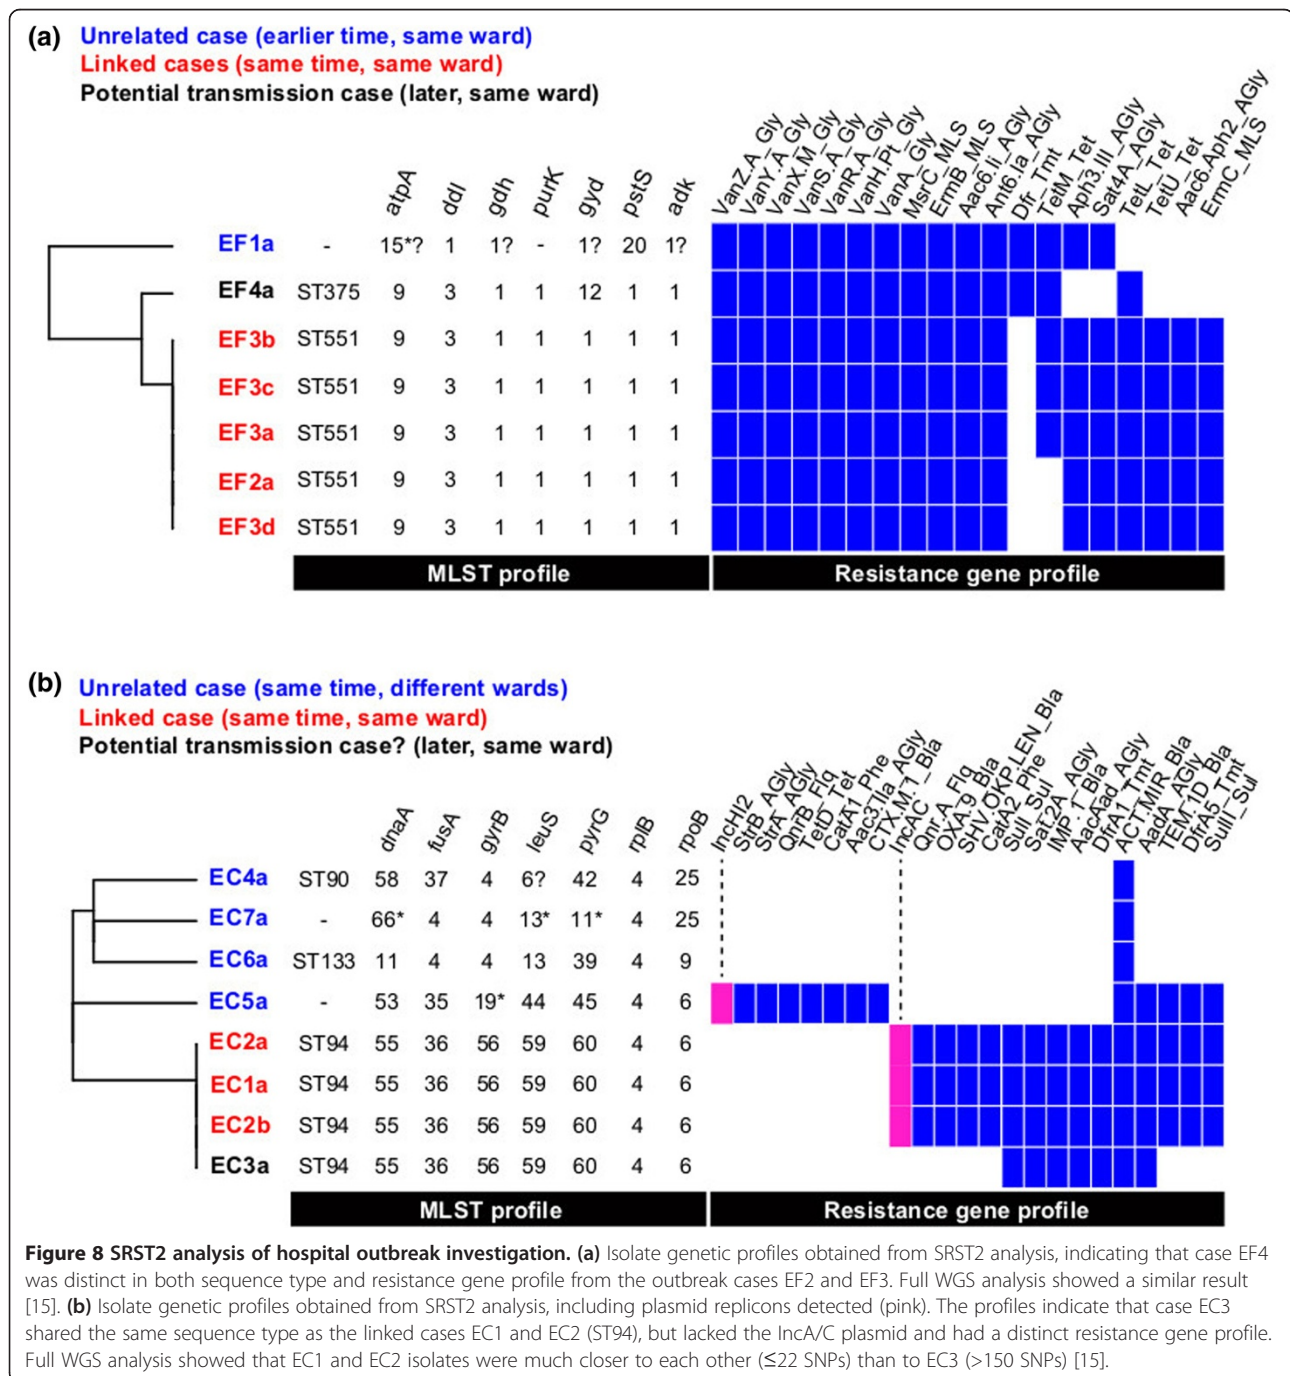 (a) Unrelated case (earlier time, same ward)
Linked cases (same time, same ward)
Potential transmission case (later, same ward)
atpA ddl gdh purK gyd pstS adk VanZ.A_Gly VanY.A_Gly VanX.M_Gly VanS.A_Gly VanR.A_Gly VanH.Pt_Gly VanA_Gly MsrC_MLS ErmB_MLS Aac6.Ii_AGly Ant6.Ia_AGly Dfr_Tmt TetM_Tet Aph3.III_AGly Sat4A_AGly TetL_Tet TetU_Tet Aac6.Aph2_AGly ErmC_MLS
EF1a - 15*? 1 1? - 1? 20 1?
EF4a ST375 9 3 1 1 12 1 1
EF3b ST551 9 3 1 1 1 1 1
EF3c ST551 9 3 1 1 1 1 1
EF3a ST551 9 3 1 1 1 1 1
EF2a ST551 9 3 1 1 1 1 1
EF3d ST551 9 3 1 1 1 1 1
MLST profile Resistance gene profile
(b) Unrelated case (same time, different wards)
Linked case (same time, same ward)
Potential transmission case? (later, same ward)
dnaA fusA gyrB leuS pyrG rplB rpoB IncHI2 StrB_AGly StrA_AGly QnrB_Flq TetD_Tet CatA1_Phe Aac3.IIa_AGly CTX.M.1_Bla IncAC Qnr.A_Flq OXA.9_Bla SHV.OKP.LEN_Bla CatA2_Phe SulI_Sul Sat.2A_AGly IMP.1_Bla AacAad_AGly DfrA1_Tmt ACT.MIR_Bla AadA_AGly TEM.1D_Bla DfrA5_Tmt SulII_Sul
EC4a ST90 58 37 4 6? 42 4 25
EC7a - 66* 4 4 13* 11* 4 25
EC6a ST133 11 4 4 13 39 4 9
EC5a - 53 35 19* 44 45 4 6
EC2a ST94 55 36 56 59 60 4 6
EC1a ST94 55 36 56 59 60 4 6
EC2b ST94 55 36 56 59 60 4 6
EC3a ST94 55 36 56 59 60 4 6
MLST profile Resistance gene profile
Figure 8 SRST2 analysis of hospital outbreak investigation. (a) Isolate genetic profiles obtained from SRST2 analysis, indicating that case EF4
was distinct in both sequence type and resistance gene profile from the outbreak cases EF2 and EF3. Full WGS analysis showed a similar result
[15]. (b) Isolate genetic profiles obtained from SRST2 analysis, including plasmid replicons detected (pink). The profiles indicate that case EC3
shared the same sequence type as the linked cases EC1 and EC2 (ST94), but lacked the IncA/C plasmid and had a distinct resistance gene profile.
Full WGS analysis showed that EC1 and EC2 isolates were much closer to each other (≤22 SNPs) than to EC3 (>150 SNPs) [15].